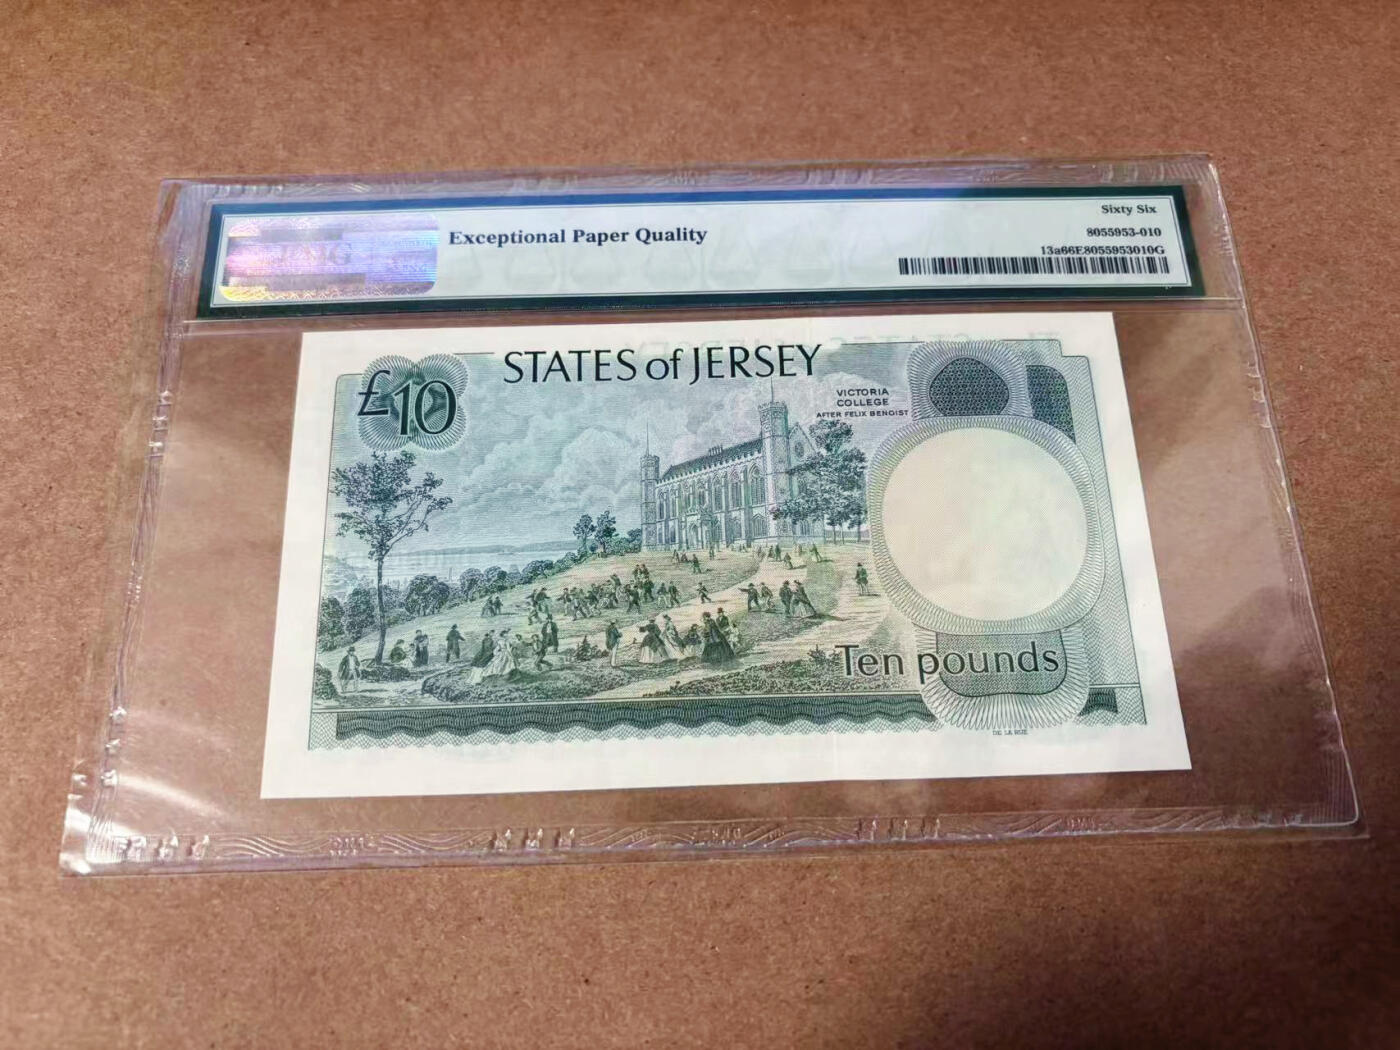 Exceptional Paper Quality
Sixty Six
8055953-010
13a66E8055953010G
STATES of JERSEY
£10
VICTORIA
COLLEGE
AFTER FELIX BENOIST
Ten pounds
DE LA RUE